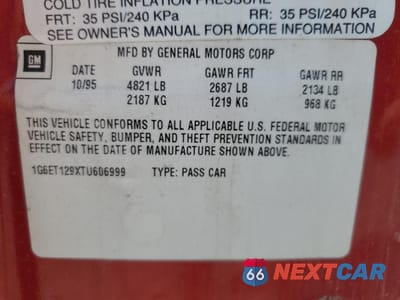 COLD TIRE INFLATION PRESSURE
FRT: 35 PSI/240 KPa RR: 35 PSI/240 KPa
SEE OWNER'S MANUAL FOR MORE INFORMATION
GM
MFD BY GENERAL MOTORS CORP
DATE GVWR GAWR FRT GAWR RR
10/95 4821 LB 2687 LB 2134 LB
2187 KG 1219 KG 968 KG
THIS VEHICLE CONFORMS TO ALL APPLICABLE U.S. FEDERAL MOTOR
VEHICLE SAFETY, BUMPER, AND THEFT PREVENTION STANDARDS IN
EFFECT ON THE DATE OF MANUFACTURE SHOWN ABOVE.
1G6ET129XTU606999 TYPE: PASS CAR
66 NEXTCAR